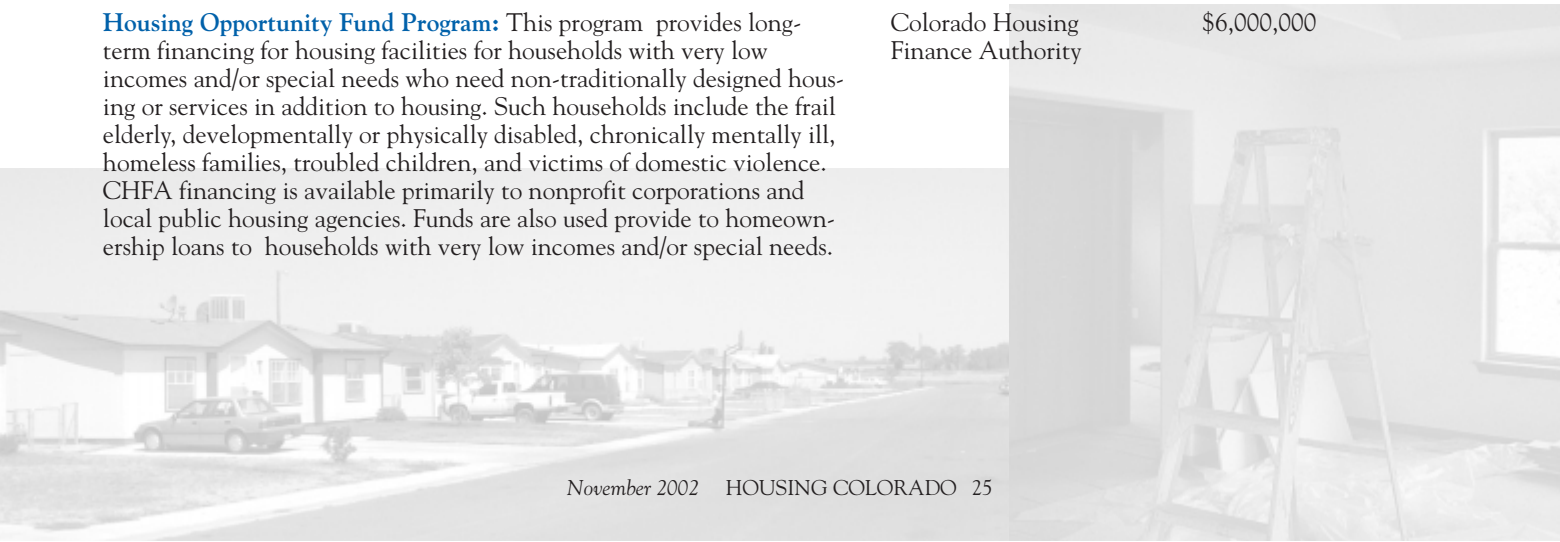 Housing Opportunity Fund Program: This program  provides long-
term financing for housing facilities for households with very low
incomes and/or special needs who need non-traditionally designed hous-
ing or services in addition to housing. Such households include the frail
elderly, developmentally or physically disabled, chronically mentally ill,
homeless families, troubled children, and victims of domestic violence.
CHFA financing is available primarily to nonprofit corporations and
local public housing agencies. Funds are also used provide to homeown-
ership loans to  households with very low incomes and/or special needs.
Colorado Housing
Finance Authority
$6,000,000
November 2002 HOUSING COLORADO 25